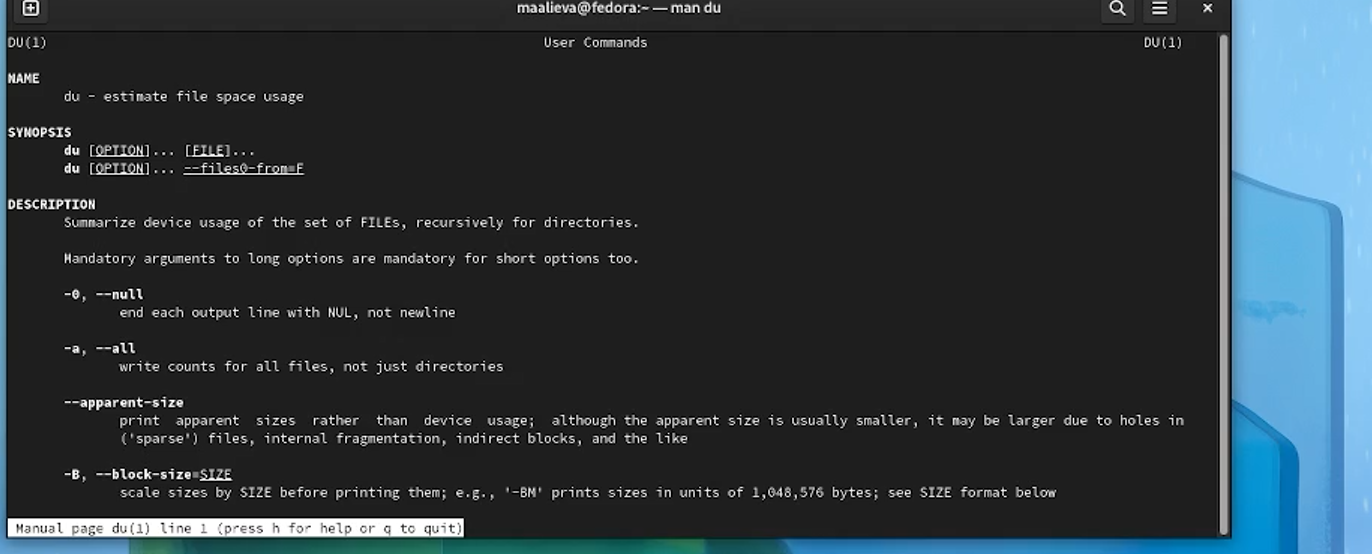 maalieva@fedora:~ — man du
DU(1) User Commands DU(1)
NAME
du - estimate file space usage
SYNOPSIS
du [OPTION]... [FILE]...
du [OPTION]... --files0-from=F
DESCRIPTION
Summarize device usage of the set of FILEs, recursively for directories.
Mandatory arguments to long options are mandatory for short options too.
-0, --null
end each output line with NUL, not newline
-a, --all
write counts for all files, not just directories
--apparent-size
print apparent sizes rather than device usage; although the apparent size is usually smaller, it may be larger due to holes in
('sparse') files, internal fragmentation, indirect blocks, and the like
-B, --block-size=SIZE
scale sizes by SIZE before printing them; e.g., '-BM' prints sizes in units of 1,048,576 bytes; see SIZE format below
Manual page du(1) line 1 (press h for help or q to quit)